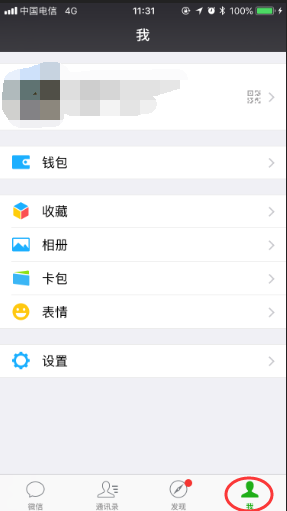 中国电信 4G 11:31 100%
我
钱包
收藏
相册
卡包
表情
设置
微信 通讯录 发现 我